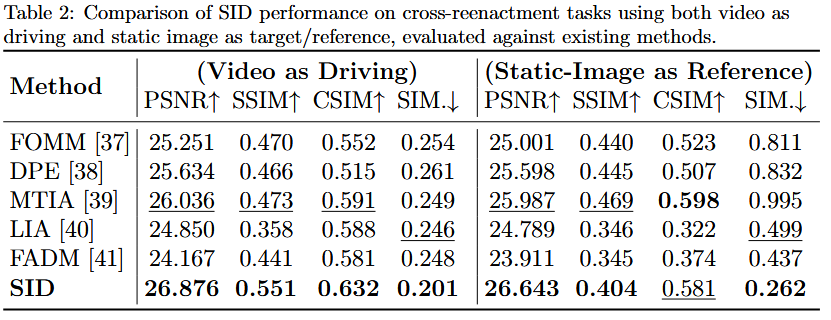 Table 2: Comparison of SID performance on cross-reenactment tasks using both video as
driving and static image as target/reference, evaluated against existing methods.
Method (Video as Driving) (Static-Image as Reference)
PSNR↑ SSIM↑ CSIM↑ SIM.↓ PSNR↑ SSIM↑ CSIM↑ SIM.↓
FOMM [37] 25.251 0.470 0.552 0.254 25.001 0.440 0.523 0.811
DPE [38] 25.634 0.466 0.515 0.261 25.598 0.445 0.507 0.832
MTIA [39] 26.036 0.473 0.591 0.249 25.987 0.469 0.598 0.995
LIA [40] 24.850 0.358 0.588 0.246 24.789 0.346 0.322 0.499
FADM [41] 24.167 0.441 0.581 0.248 23.911 0.345 0.374 0.437
SID 26.876 0.551 0.632 0.201 26.643 0.404 0.581 0.262